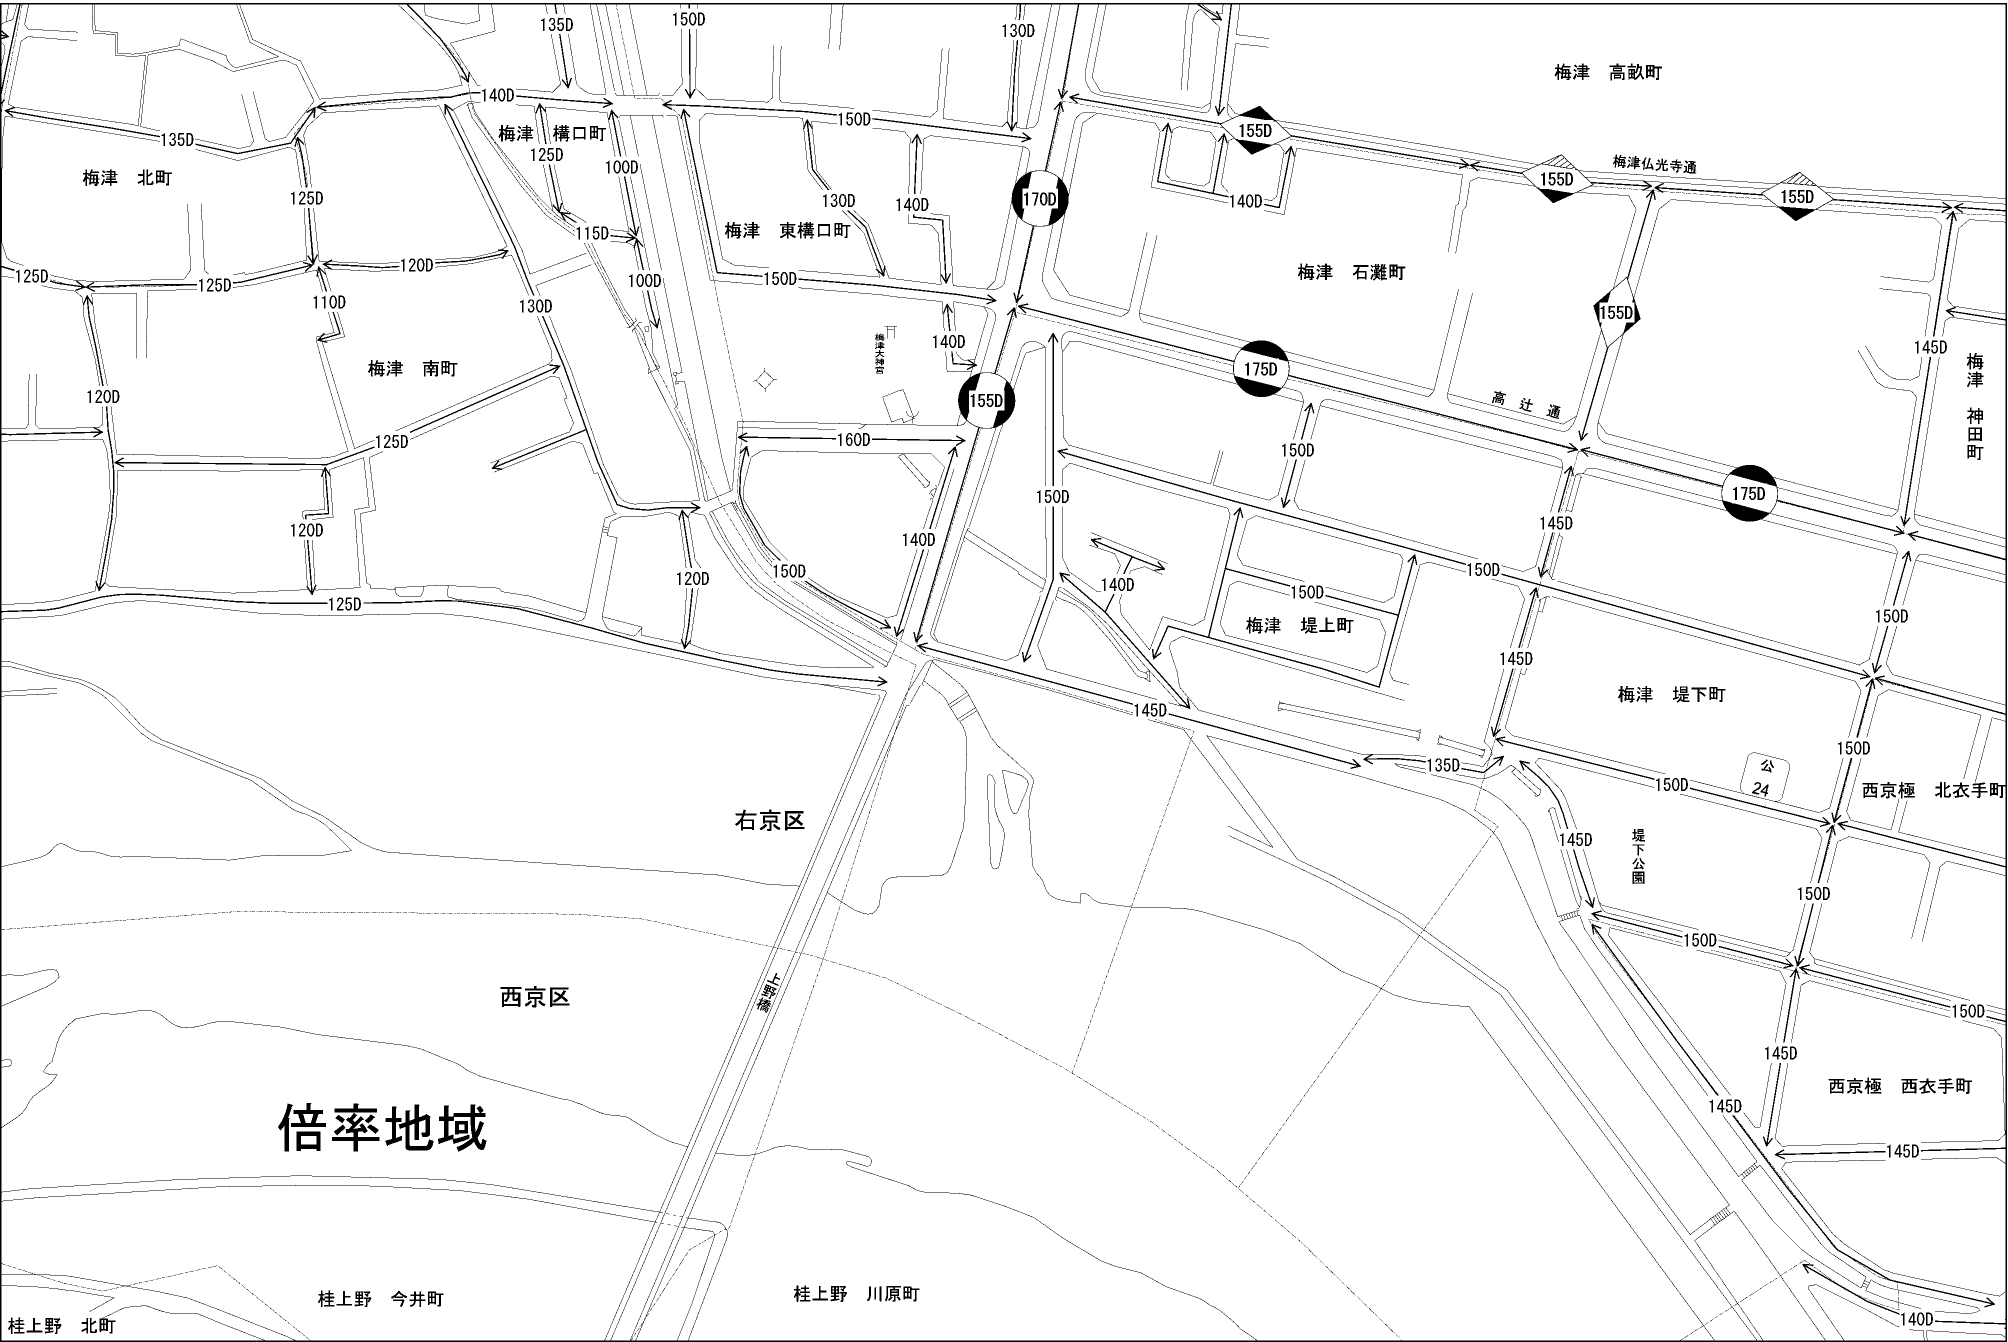 135D
150D
130D
梅津　高畝町
140D
150D
155D
135D
梅津　構口町
125D
100D
梅津仏光寺通
155D
155D
梅津　北町
125D
130D
140D
170D
140D
115D
梅津　東構口町
125D
120D
125D
100D
150D
梅津　石灘町
110D
130D
155D
梅津大神宮
140D
145D
梅津　神田町
梅津　南町
175D
120D
155D
高辻通
125D
160D
150D
175D
150D
120D
140D
145D
120D
150D
140D
150D
150D
125D
150D
梅津　堤上町
145D
梅津　堤下町
145D
150D
135D
公
24
150D
西京極　北衣手町
右京区
145D
堤下公園
150D
150D
上野橋
西京区
150D
145D
西京極　西衣手町
145D
倍率地域
145D
桂上野　今井町
桂上野　川原町
桂上野　北町
140D